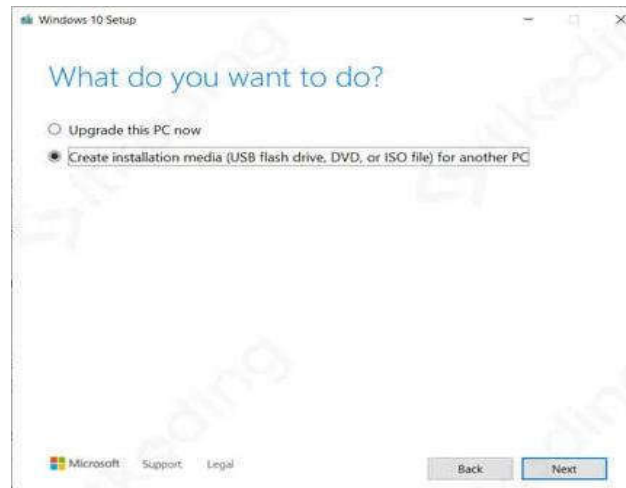 Windows 10 Setup
What do you want to do?
Upgrade this PC now
Create installation media (USB flash drive, DVD, or ISO file) for another PC
Microsoft Support Legal
Back Next
itkoding